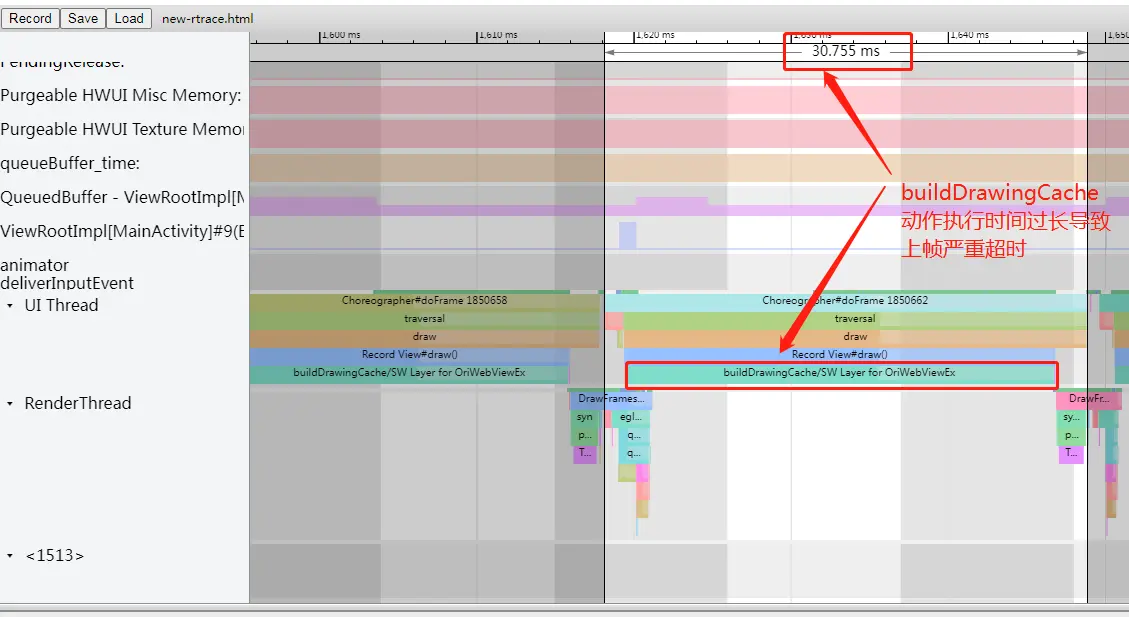 Record Save Load new-rtrace.html
1,600 ms 1,610 ms 1,620 ms 1,630 ms 1,640 ms 1,650
30.755 ms
PendingRelease:
Purgeable HWUI Misc Memory:
Purgeable HWUI Texture Memor
queueBuffer_time:
QueuedBuffer - ViewRootImpl[M
buildDrawingCache
动作执行时间过长导致
上帧严重超时
ViewRootImpl[MainActivity]#9(B
animator
deliverInputEvent
UI Thread
Choreographer#doFrame 1850658 Choreographer#doFrame 1850662
traversal traversal
draw draw
Record View#draw() Record View#draw()
buildDrawingCache/SW Layer for OriWebViewEx buildDrawingCache/SW Layer for OriWebViewEx
RenderThread
DrawFrames... DrawFr...
syn egl... sy...
p... q... p...
T... q... T...
<1513>